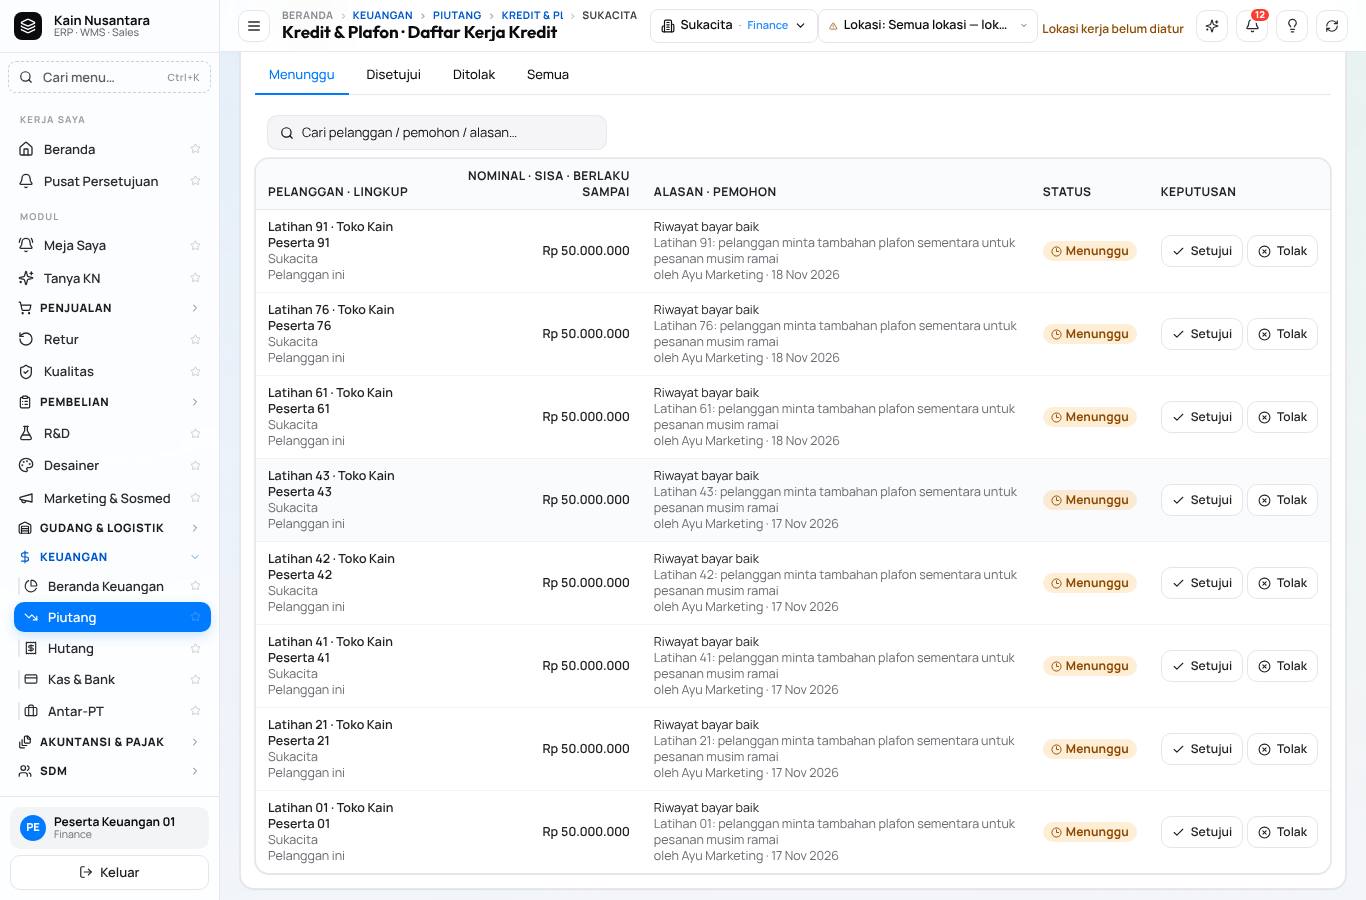 Kain Nusantara
ERP · WMS · Sales
Cari menu...
Ctrl+K
KERJA SAYA
Beranda
Pusat Persetujuan
MODUL
Meja Saya
Tanya KN
PENJUALAN
Retur
Kualitas
PEMBELIAN
R&D
Desainer
Marketing & Sosmed
GUDANG & LOGISTIK
KEUANGAN
Beranda Keuangan
Piutang
Hutang
Kas & Bank
Antar-PT
AKUNTANSI & PAJAK
SDM
PE
Peserta Keuangan 01
Finance
Keluar
BERANDA > KEUANGAN > PIUTANG > KREDIT & PL > SUKACITA
Kredit & Plafon · Daftar Kerja Kredit
Sukacita · Finance
Lokasi: Semua lokasi — lok...
Lokasi kerja belum diatur
12
Menunggu
Disetujui
Ditolak
Semua
Cari pelanggan / pemohon / alasan...
PELANGGAN · LINGKUP
NOMINAL · SISA · BERLAKU
SAMPAI
ALASAN · PEMOHON
STATUS
KEPUTUSAN
Latihan 91 · Toko Kain
Peserta 91
Sukacita
Pelanggan ini
Rp 50.000.000
Riwayat bayar baik
Latihan 91: pelanggan minta tambahan plafon sementara untuk
pesanan musim ramai
oleh Ayu Marketing · 18 Nov 2026
Menunggu
Setujui
Tolak
Latihan 76 · Toko Kain
Peserta 76
Sukacita
Pelanggan ini
Rp 50.000.000
Riwayat bayar baik
Latihan 76: pelanggan minta tambahan plafon sementara untuk
pesanan musim ramai
oleh Ayu Marketing · 18 Nov 2026
Menunggu
Setujui
Tolak
Latihan 61 · Toko Kain
Peserta 61
Sukacita
Pelanggan ini
Rp 50.000.000
Riwayat bayar baik
Latihan 61: pelanggan minta tambahan plafon sementara untuk
pesanan musim ramai
oleh Ayu Marketing · 18 Nov 2026
Menunggu
Setujui
Tolak
Latihan 43 · Toko Kain
Peserta 43
Sukacita
Pelanggan ini
Rp 50.000.000
Riwayat bayar baik
Latihan 43: pelanggan minta tambahan plafon sementara untuk
pesanan musim ramai
oleh Ayu Marketing · 17 Nov 2026
Menunggu
Setujui
Tolak
Latihan 42 · Toko Kain
Peserta 42
Sukacita
Pelanggan ini
Rp 50.000.000
Riwayat bayar baik
Latihan 42: pelanggan minta tambahan plafon sementara untuk
pesanan musim ramai
oleh Ayu Marketing · 17 Nov 2026
Menunggu
Setujui
Tolak
Latihan 41 · Toko Kain
Peserta 41
Sukacita
Pelanggan ini
Rp 50.000.000
Riwayat bayar baik
Latihan 41: pelanggan minta tambahan plafon sementara untuk
pesanan musim ramai
oleh Ayu Marketing · 17 Nov 2026
Menunggu
Setujui
Tolak
Latihan 21 · Toko Kain
Peserta 21
Sukacita
Pelanggan ini
Rp 50.000.000
Riwayat bayar baik
Latihan 21: pelanggan minta tambahan plafon sementara untuk
pesanan musim ramai
oleh Ayu Marketing · 17 Nov 2026
Menunggu
Setujui
Tolak
Latihan 01 · Toko Kain
Peserta 01
Sukacita
Pelanggan ini
Rp 50.000.000
Riwayat bayar baik
Latihan 01: pelanggan minta tambahan plafon sementara untuk
pesanan musim ramai
oleh Ayu Marketing · 17 Nov 2026
Menunggu
Setujui
Tolak